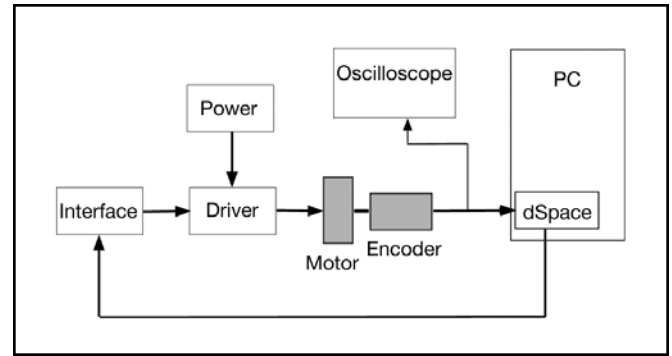 Oscilloscope
PC
Power
Interface
Driver
dSpace
Encoder
Motor